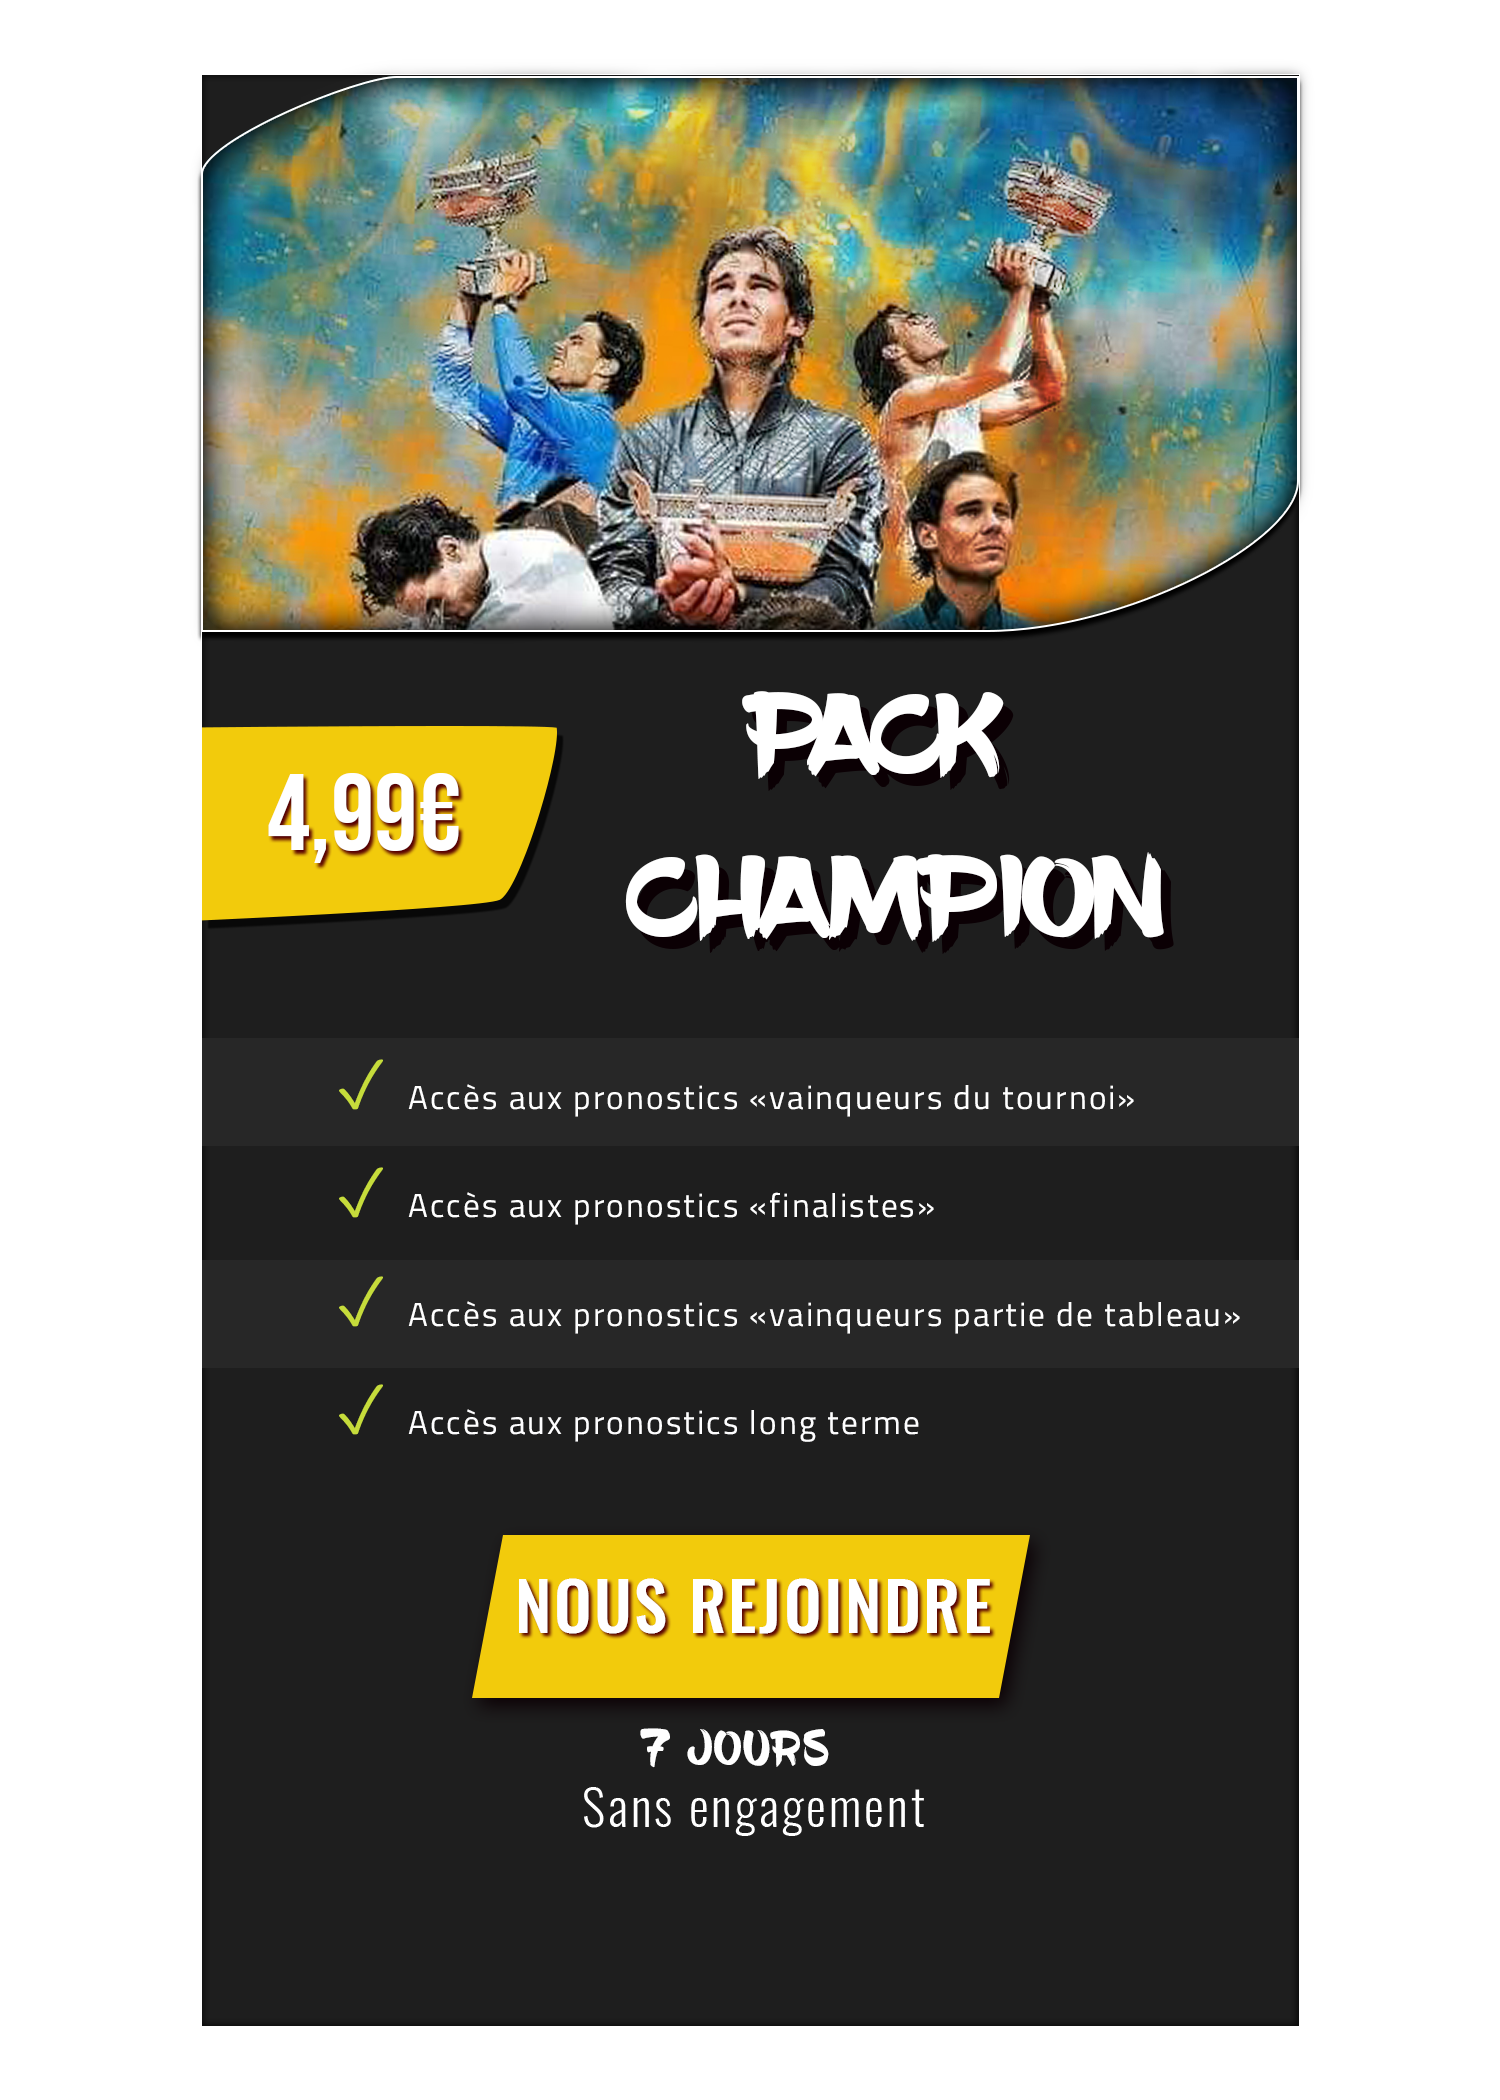 PACK
CHAMPION
4,99€
Accès aux pronostics «vainqueurs du tournoi»
Accès aux pronostics «finalistes»
Accès aux pronostics «vainqueurs partie de tableau»
Accès aux pronostics long terme
NOUS REJOINDRE
7 JOURS
Sans engagement